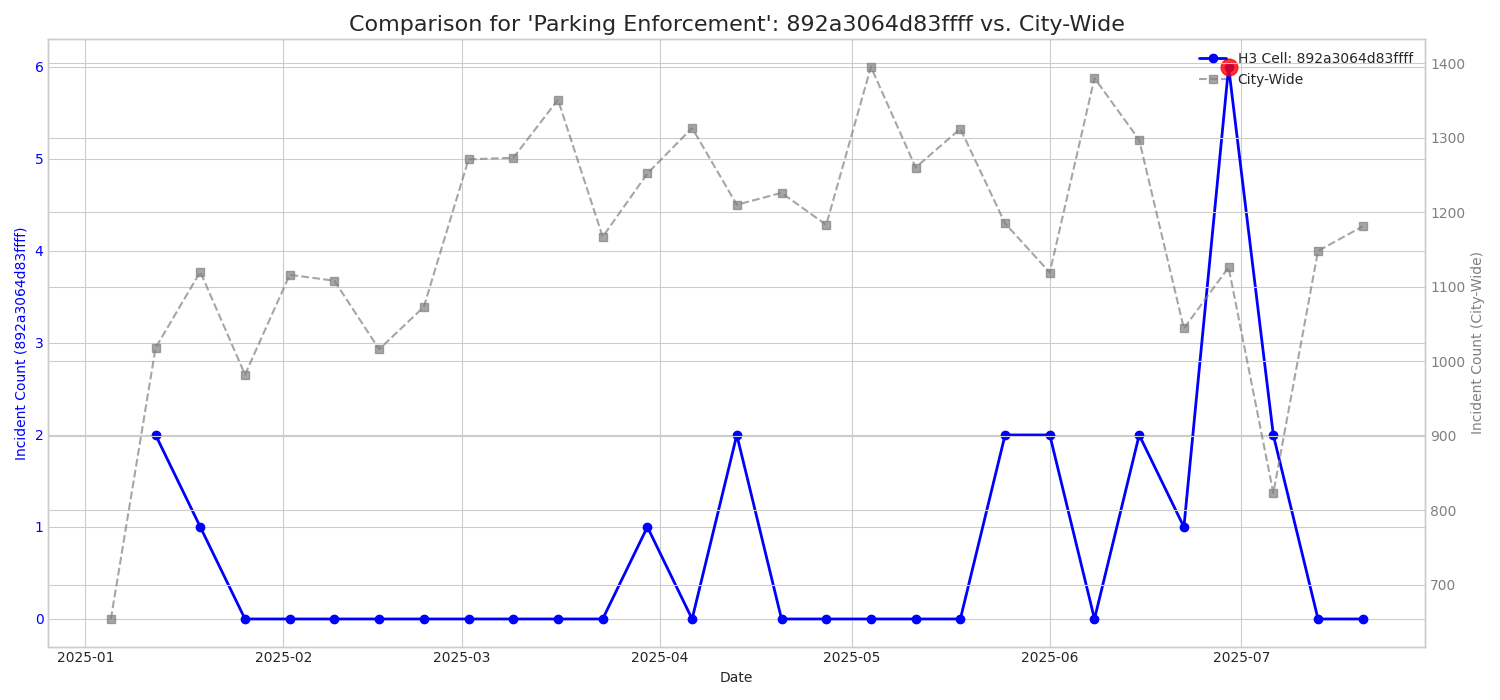 Comparison for 'Parking Enforcement': 892a3064d83ffff vs. City-Wide
H3 Cell: 892a3064d83ffff
City-Wide
Incident Count (892a3064d83ffff)
6
5
4
3
2
1
0
1400
1300
1200
1100
1000
900
800
700
Incident Count (City-Wide)
2025-01 2025-02 2025-03 2025-04 2025-05 2025-06 2025-07
Date